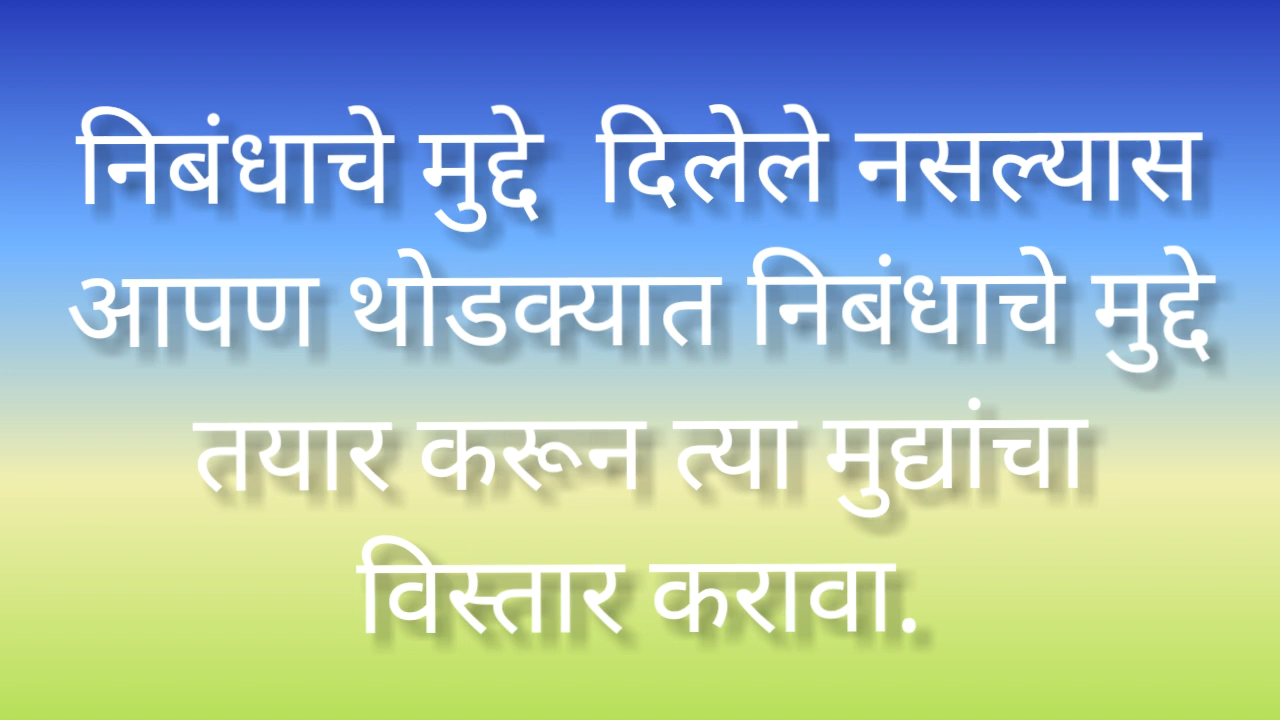 निबंधाचे मुद्दे दिलेले नसल्यास
आपण थोडक्यात निबंधाचे मुद्दे
तयार करून त्या मुद्यांचा
विस्तार करावा.